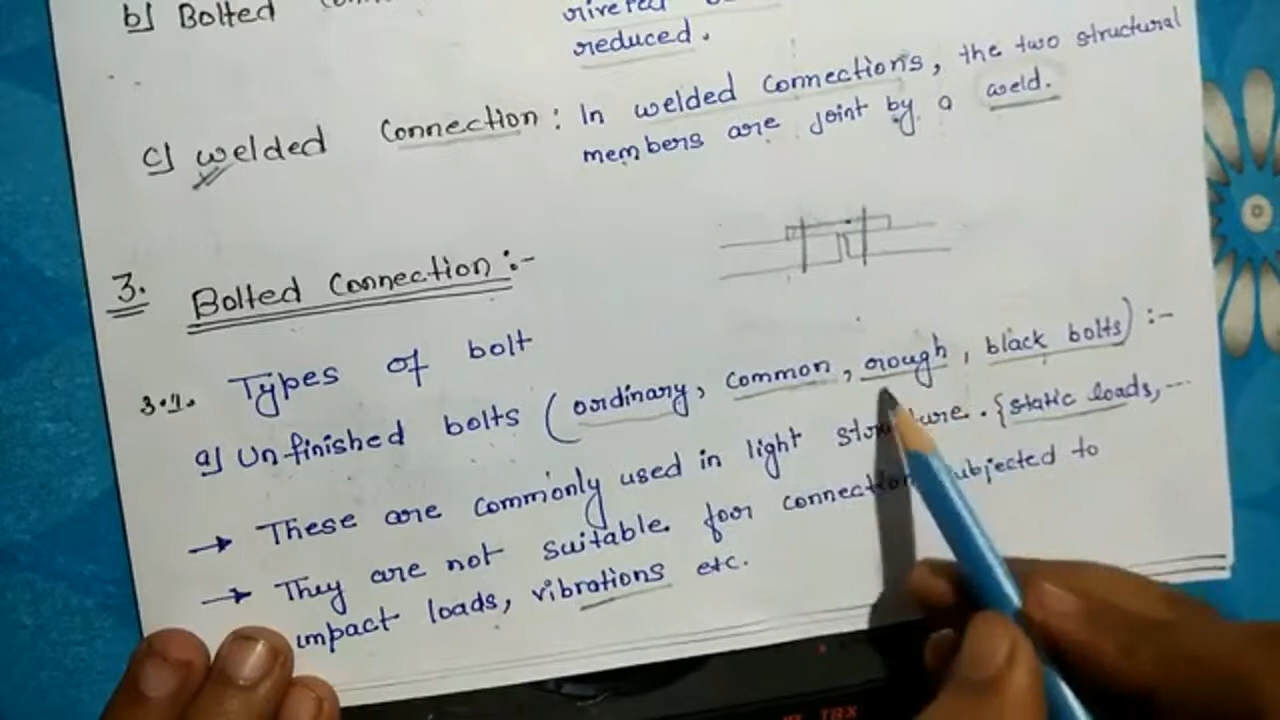 b) Bolted
reduced.
c) welded Connection : In welded connections, the two structural
members are joint by a weld.
3. Bolted Connection :-
3.1. Types of bolt
a) Unfinished bolts (ordinary, common, rough, black bolts) :-
→ These are commonly used in light structure. {static loads, ---
→ They are not suitable for connection subjected to
impact loads, vibrations etc.